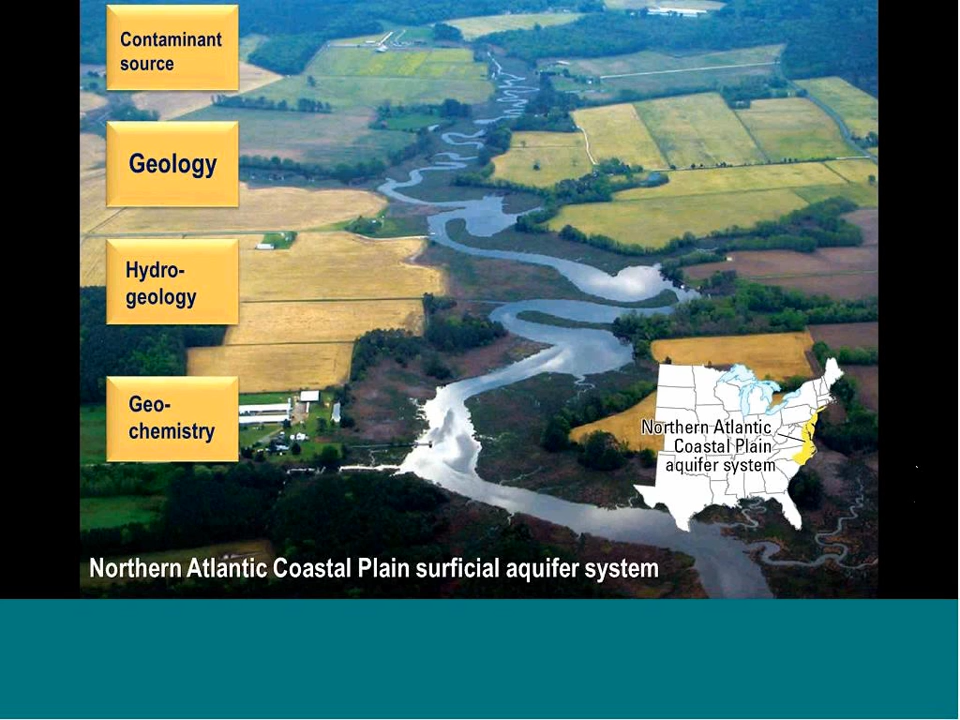 Contaminant
source
Geology
Hydro-
geology
Geo-
chemistry
Northern Atlantic
Coastal Plain
aquifer system
Northern Atlantic Coastal Plain surficial aquifer system